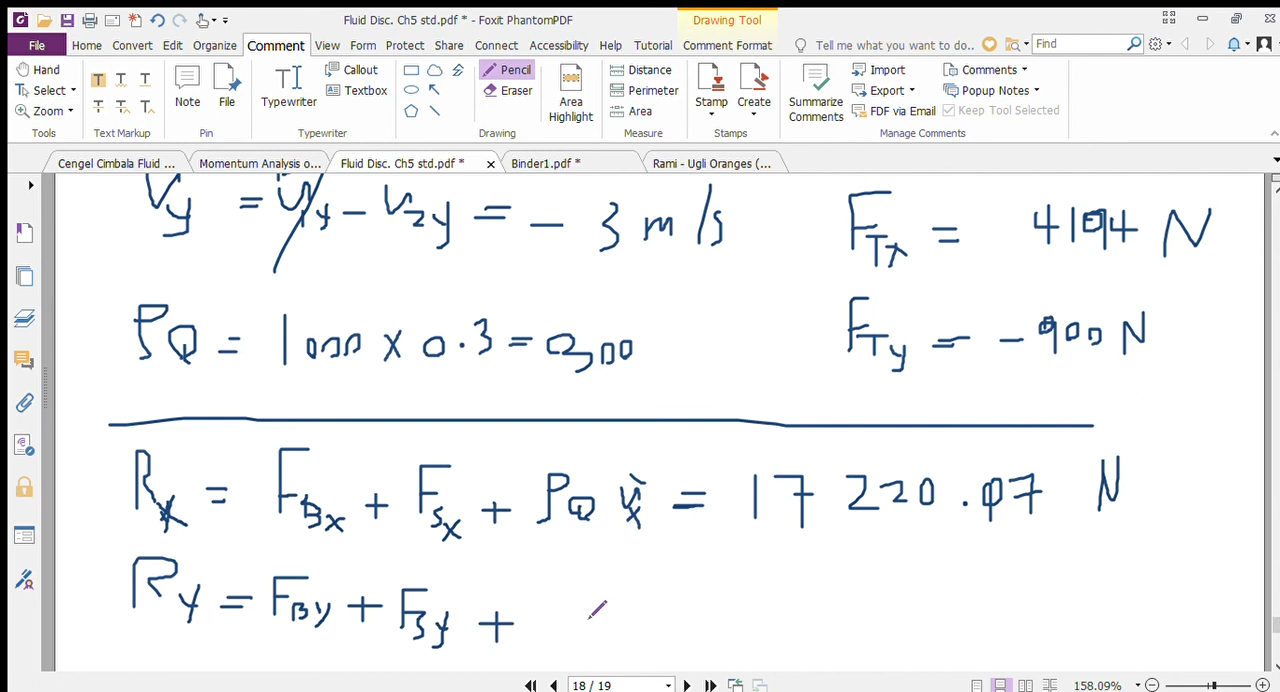 Fluid Disc. Ch5 std.pdf * - Foxit PhantomPDF
Drawing Tool
File Home Convert Edit Organize Comment View Form Protect Share Connect Accessibility Help Tutorial Comment Format Tell me what you want to do.. Find
Hand
Select
Zoom
Tools
Text Markup
Note
File
Pin
Typewriter
Callout
Textbox
Typewriter
Pencil
Eraser
Drawing
Area Highlight
Distance
Perimeter
Area
Measure
Stamp
Create
Stamps
Summarize Comments
Import
Export
FDF via Email
Comments
Popup Notes
Keep Tool Selected
Manage Comments
Cengel Cimbala Fluid ... Momentum Analysis o... Fluid Disc. Ch5 std.pdf * Binder1.pdf * Rami - Ugli Oranges (...
Vy = V1y - V2y = - 3 m/s
FTx = 4194 N
ρQ = 1000 x 0.3 = 300
FTy = - 900 N
Rx = FBx + FSx + ρQ Vx = 17 220.07 N
Ry = FBy + FSy +
18 / 19
158.09%